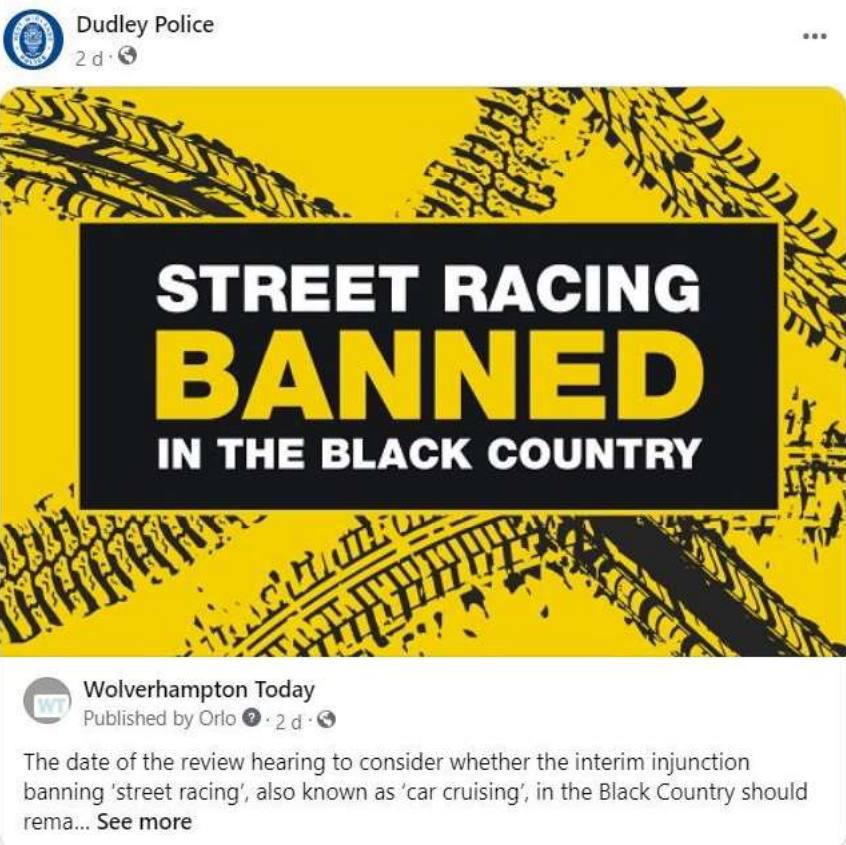 Dudley Police
2 d ·
STREET RACING
BANNED
IN THE BLACK COUNTRY
WT
Wolverhampton Today
Published by Orlo ? · 2 d ·
The date of the review hearing to consider whether the interim injunction
banning ‘street racing’, also known as ‘car cruising’, in the Black Country should
rema... See more